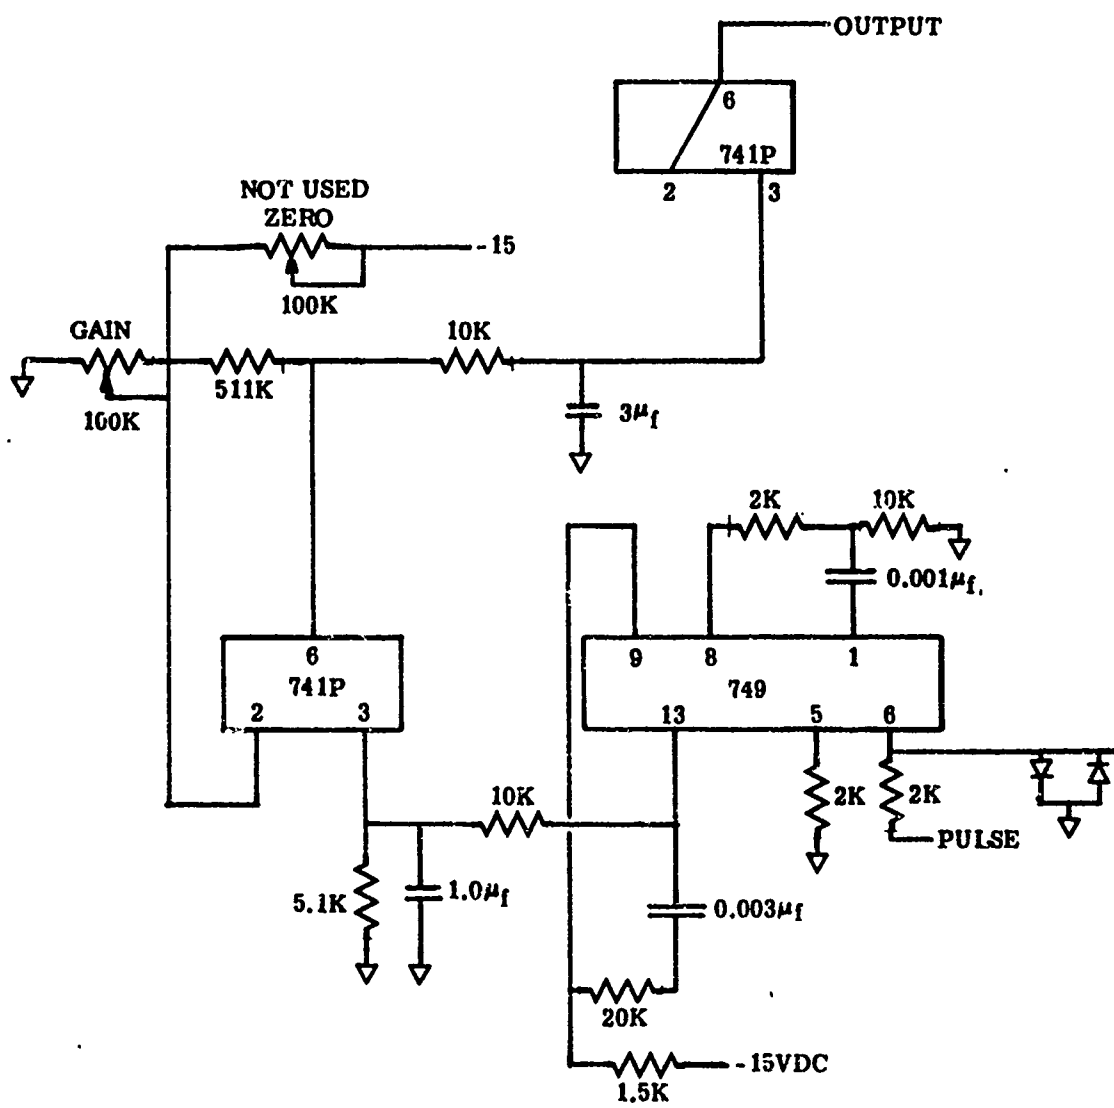 OUTPUT
6
741P
2 3
NOT USED
ZERO
-15
100K
GAIN
10K
511K
100K
3μf
2K 10K
0.001μf.
9 8 1
6
741P
749
2 3
13 5 6
10K
2K 2K
PULSE
5.1K
1.0μf
0.003μf
20K
-15VDC
1.5K